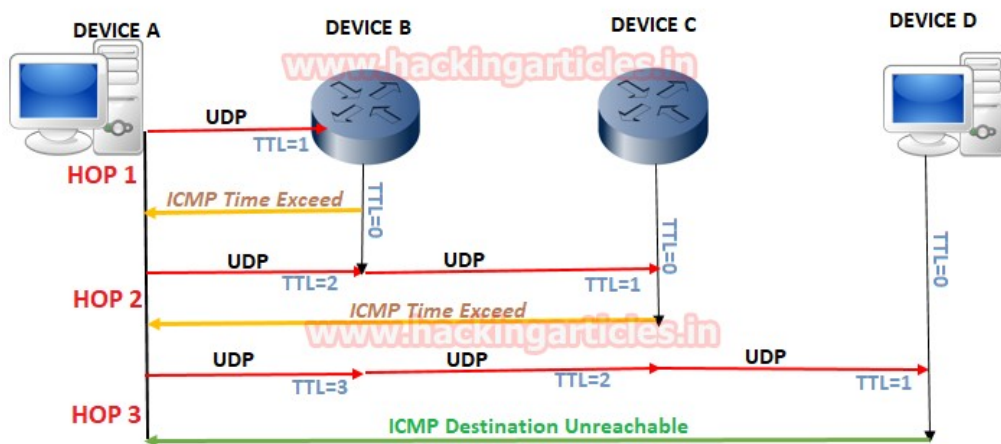 DEVICE A
DEVICE B
DEVICE C
DEVICE D
www.hackingarticles.in
UDP
TTL=1
HOP 1
ICMP Time Exceed
TTL=0
TTL=0
TTL=0
UDP
TTL=2
UDP
TTL=1
HOP 2
ICMP Time Exceed
www.hackingarticles.in
UDP
TTL=3
UDP
TTL=2
UDP
TTL=1
HOP 3
ICMP Destination Unreachable